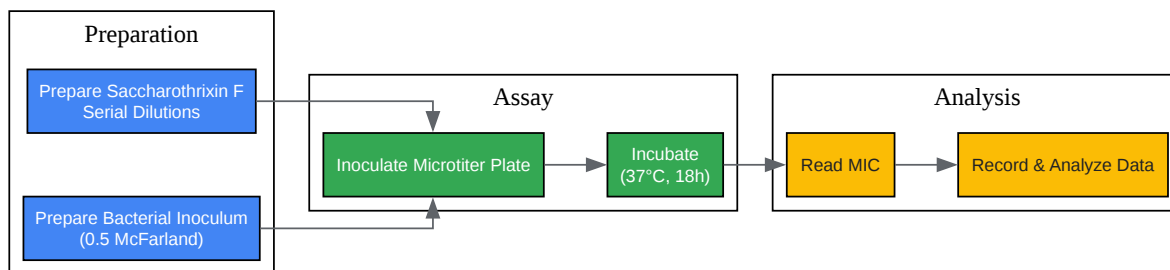 Preparation
Prepare Saccharothrixin F
Serial Dilutions
Prepare Bacterial Inoculum
(0.5 McFarland)
Assay
Inoculate Microtiter Plate
Incubate
(37°C, 18h)
Analysis
Read MIC
Record & Analyze Data